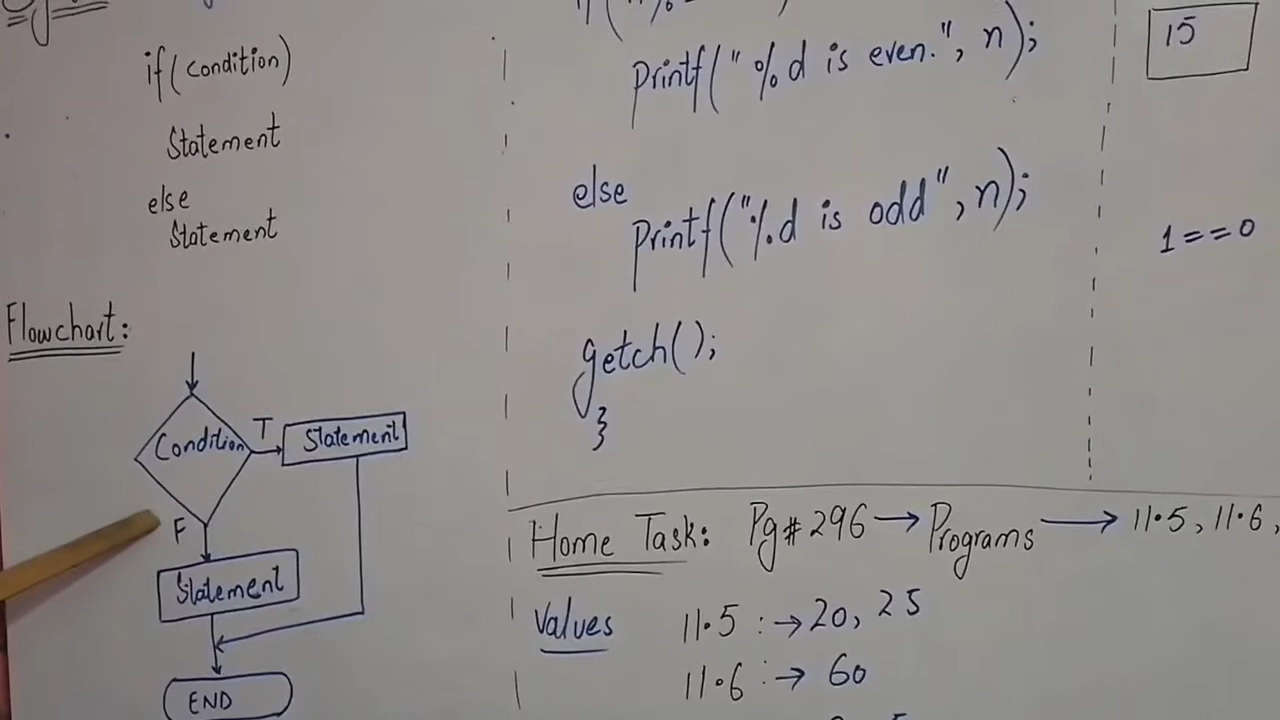 if(condition)
Statement
else
Statement
Flowchart:
Condition
T
Statement
F
Statement
END
printf("%d is even.", n);
else
printf("%d is odd", n);
getch();
}
15
1==0
Home Task: Pg# 296 → Programs → 11.5, 11.6,
Values 11.5 : → 20, 25
11.6 : → 60